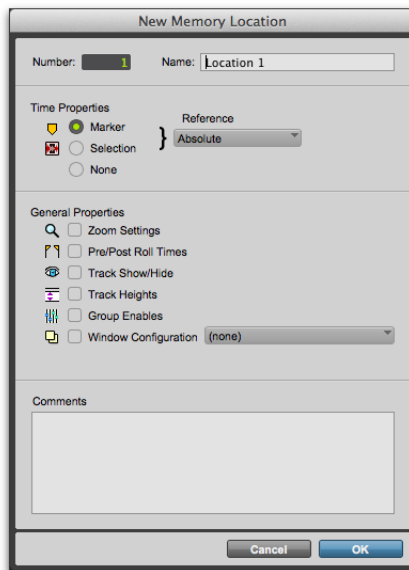 New Memory Location
Number: 1 Name: Location 1
Time Properties
Reference
Marker
Absolute
Selection
None
General Properties
Zoom Settings
Pre/Post Roll Times
Track Show/Hide
Track Heights
Group Enables
Window Configuration (none)
Comments
Cancel OK